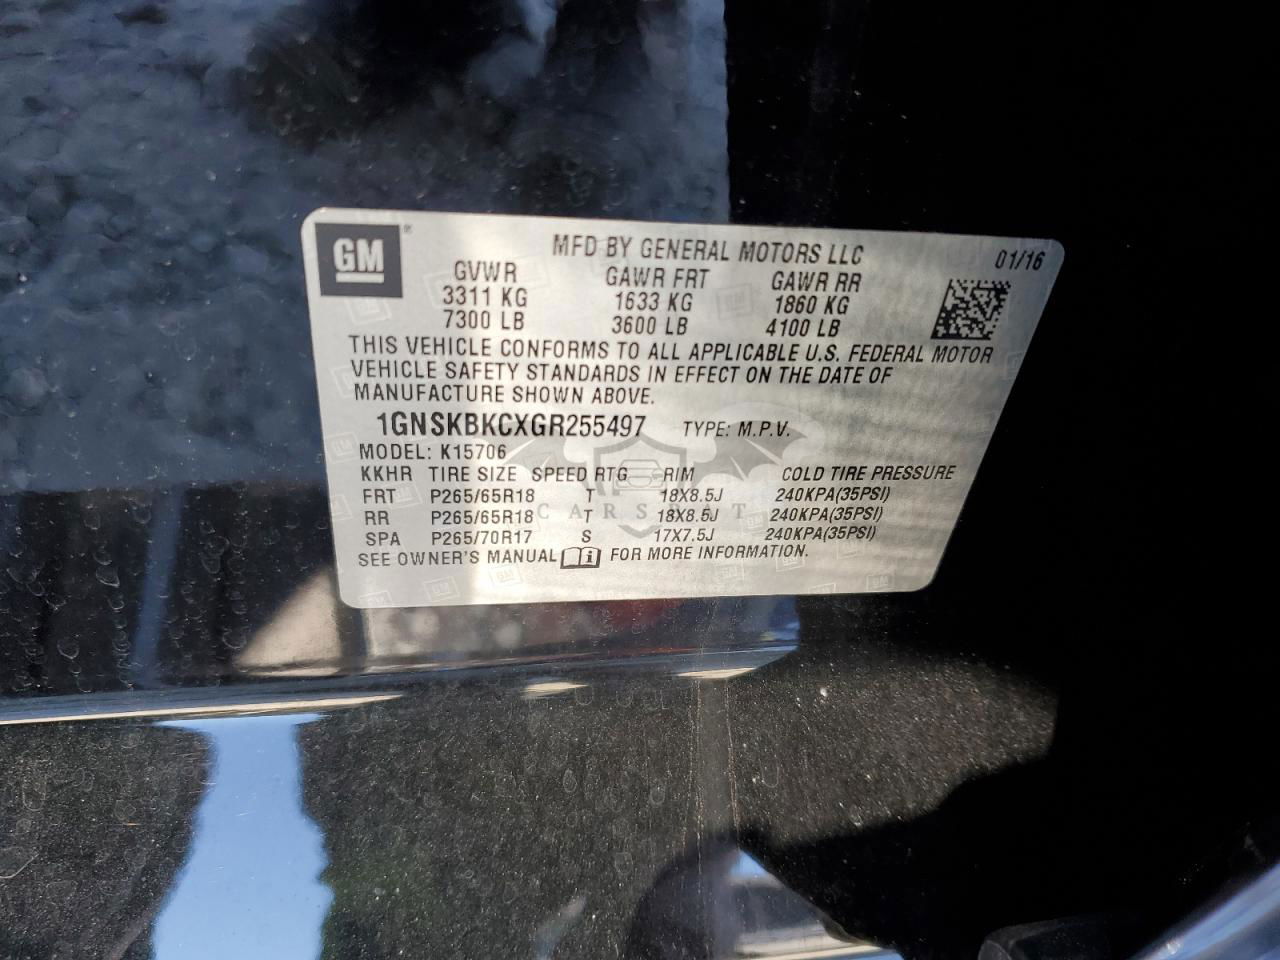 GM ® MFD BY GENERAL MOTORS LLC 01/16
GVWR GAWR FRT GAWR RR
3311 KG 1633 KG 1860 KG
7300 LB 3600 LB 4100 LB
THIS VEHICLE CONFORMS TO ALL APPLICABLE U.S. FEDERAL MOTOR
VEHICLE SAFETY STANDARDS IN EFFECT ON THE DATE OF
MANUFACTURE SHOWN ABOVE.
1GNSKBKCXGR255497 TYPE: M.P.V.
MODEL: K15706
KKHR TIRE SIZE SPEED RTG RIM COLD TIRE PRESSURE
FRT P265/65R18 T 18X8.5J 240KPA(35PSI)
RR P265/65R18 T 18X8.5J 240KPA(35PSI)
SPA P265/70R17 S 17X7.5J 240KPA(35PSI)
SEE OWNER'S MANUAL i FOR MORE INFORMATION.